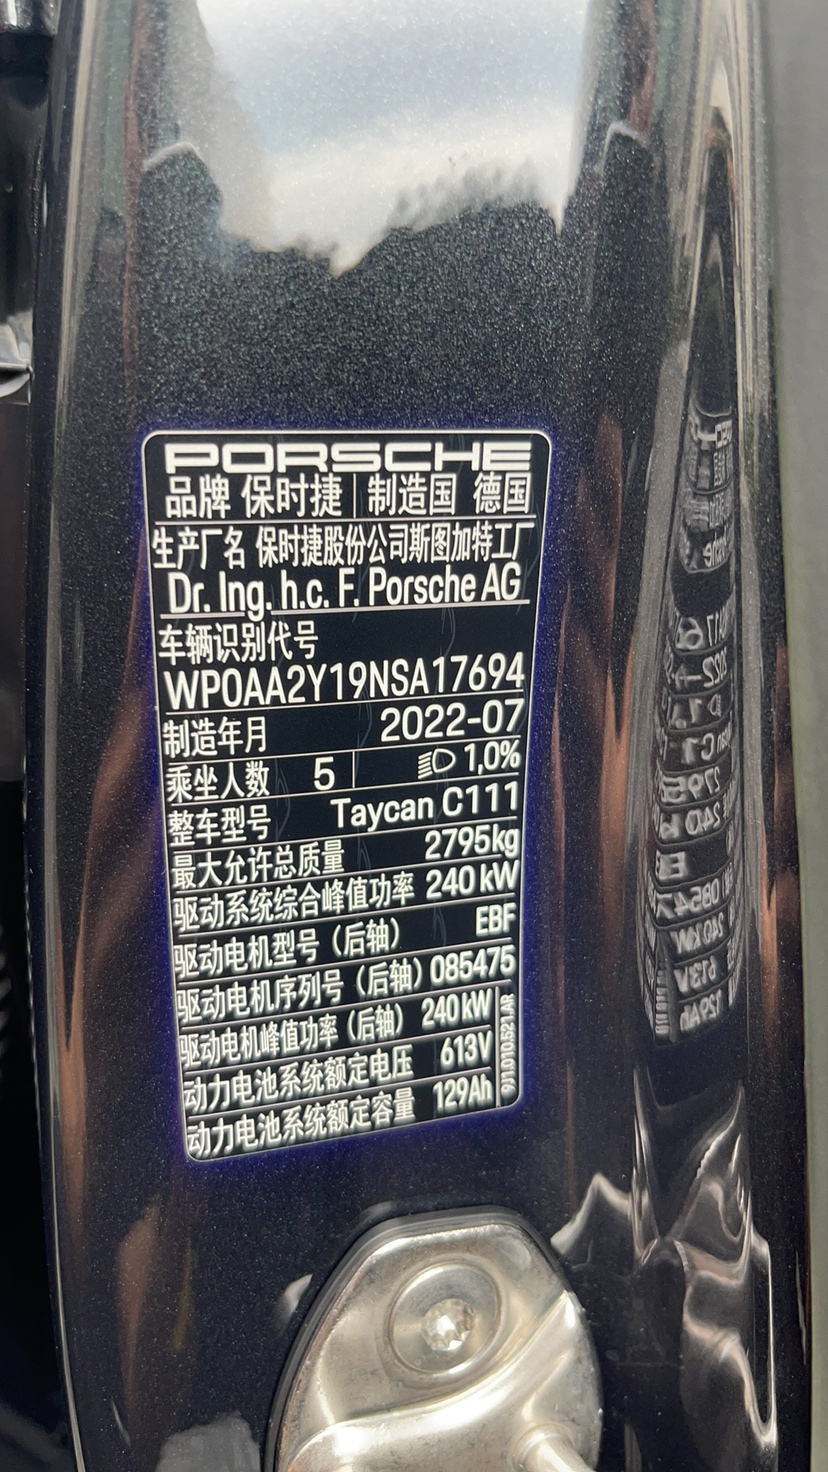 PORSCHE
品牌 保时捷 制造国 德国
生产厂名 保时捷股份公司斯图加特工厂
Dr. Ing. h.c. F. Porsche AG
车辆识别代号
WP0AA2Y19NSA17694
制造年月 2022-07
乘坐人数 5 1,0%
整车型号 Taycan C111
最大允许总质量 2795kg
驱动系统综合峰值功率 240 kW
驱动电机型号（后轴） EBF
驱动电机序列号（后轴） 085475
驱动电机峰值功率（后轴） 240 kW
动力电池系统额定电压 613V
动力电池系统额定容量 129Ah
9J1.010.521.AR